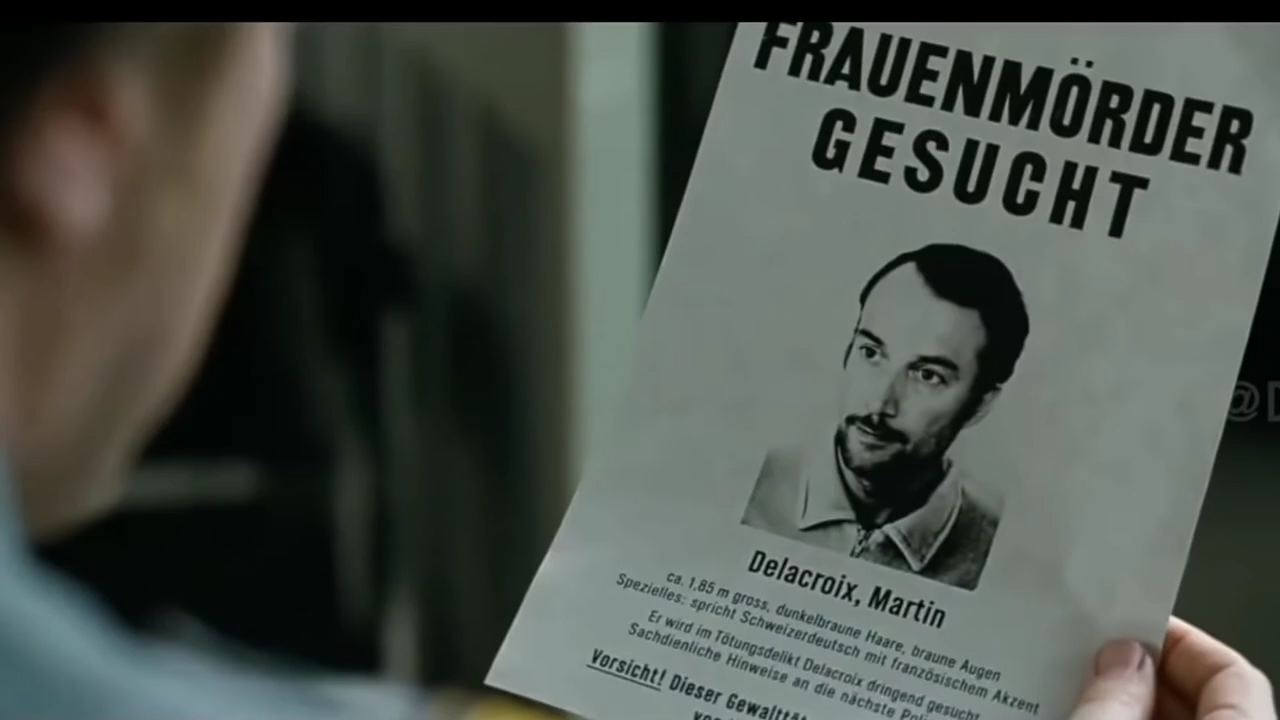 FRAUENMÖRDER
GESUCHT
Delacroix, Martin
ca. 1.85 m gross, dunkelbraune Haare, braune Augen
Spezielles: spricht Schweizerdeutsch mit französischem Akzent
Er wird im Tötungsdelikt Delacroix dringend gesucht
Sachdienliche Hinweise an die nächste
Vorsicht! Dieser
@D